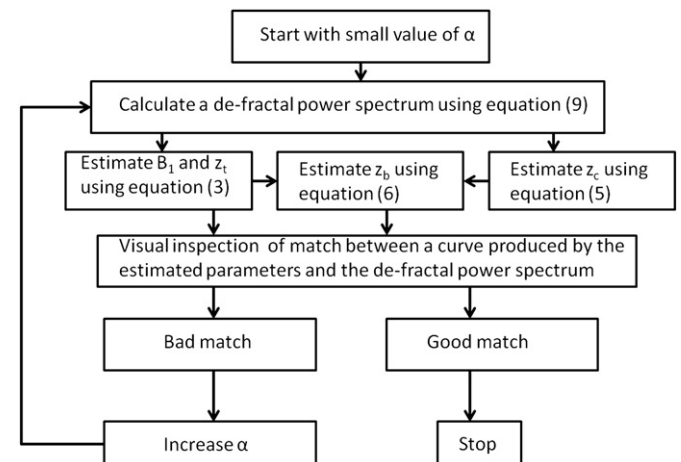 Start with small value of α
Calculate a de-fractal power spectrum using equation (9)
Estimate B₁ and zₜ
using equation (3)
Estimate z_b using
equation (6)
Estimate z_c using
equation (5)
Visual inspection of match between a curve produced by the
estimated parameters and the de-fractal power spectrum
Bad match
Good match
Increase α
Stop